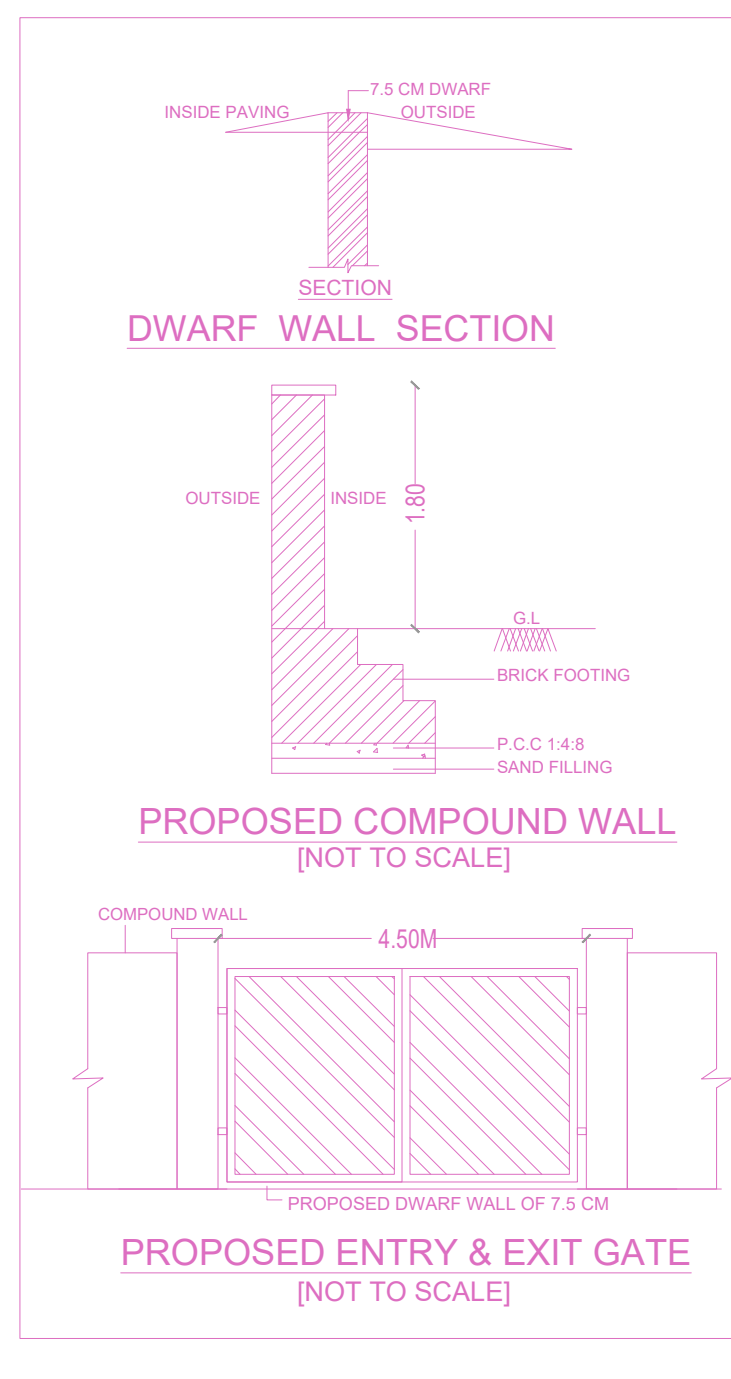 7.5 CM DWARF
INSIDE PAVING
OUTSIDE
SECTION
DWARF WALL SECTION
OUTSIDE
INSIDE
1.80
G.L
BRICK FOOTING
P.C.C 1:4:8
SAND FILLING
PROPOSED COMPOUND WALL
[NOT TO SCALE]
COMPOUND WALL
4.50M
PROPOSED DWARF WALL OF 7.5 CM
PROPOSED ENTRY & EXIT GATE
[NOT TO SCALE]